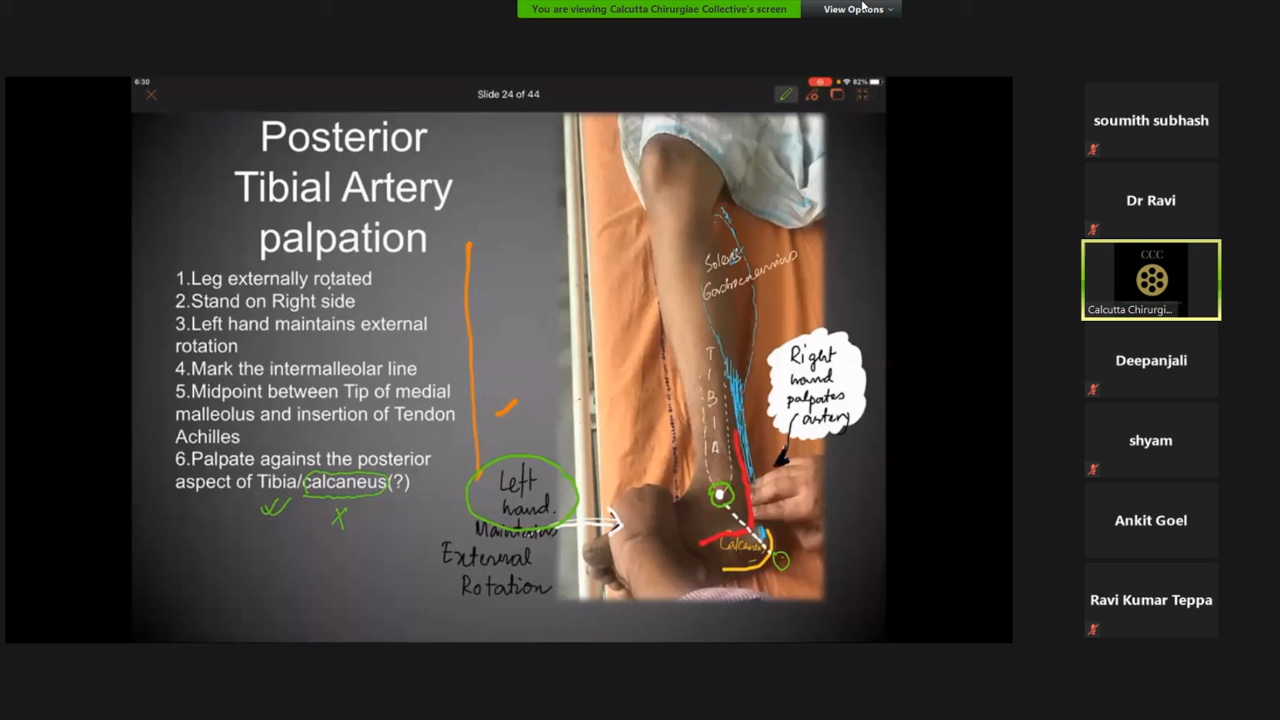 You are viewing Calcutta Chirurgiae Collective's screen
View Options
6:30
82%
Slide 24 of 44
Posterior
Tibial Artery
palpation
1.Leg externally rotated
2.Stand on Right side
3.Left hand maintains external
rotation
4.Mark the intermalleolar line
5.Midpoint between Tip of medial
malleolus and insertion of Tendon
Achilles
6.Palpate against the posterior
aspect of Tibia/calcaneus(?)
Left
hand.
Maintains
External
Rotation
Soleus
Gastrocnemius
TIBIA
Right
hand
palpates
artery
Calcaneus
soumith subhash
Dr Ravi
CCC
Calcutta Chirurgi...
Deepanjali
shyam
Ankit Goel
Ravi Kumar Teppa